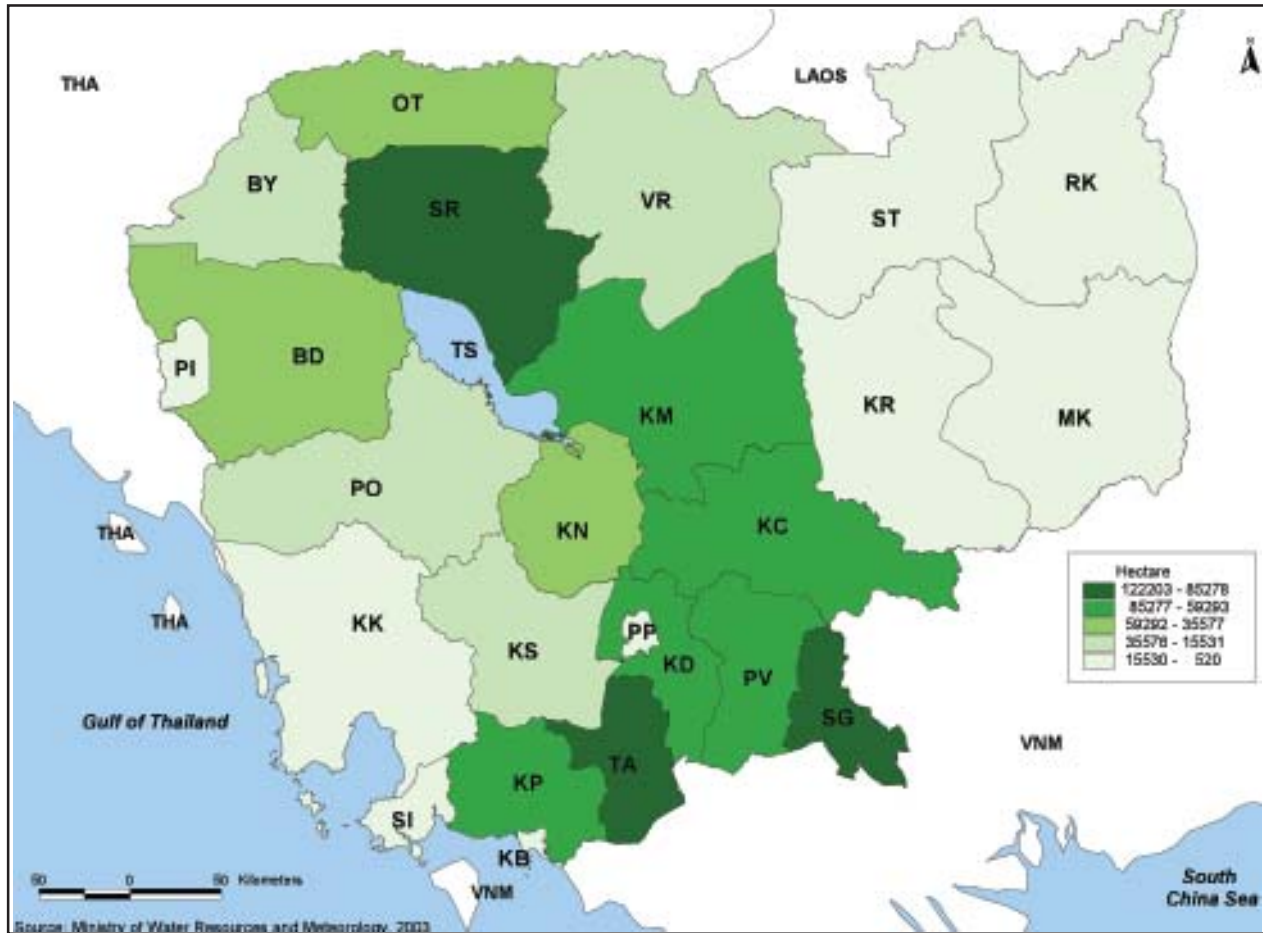 N
THA
LAOS
OT
BY
SR
VR
ST
RK
PI
BD
TS
KM
KR
MK
PO
KN
KC
THA
THA
KK
KS
PP
KD
PV
SG
Hectare
122203 - 85278
85277 - 59293
59292 - 35577
35576 - 15531
15530 - 520
Gulf of Thailand
VNM
KP
TA
SI
KB
VNM
50 0 50 Kilometers
South
China Sea
Source: Ministry of Water Resources and Meteorology, 2003